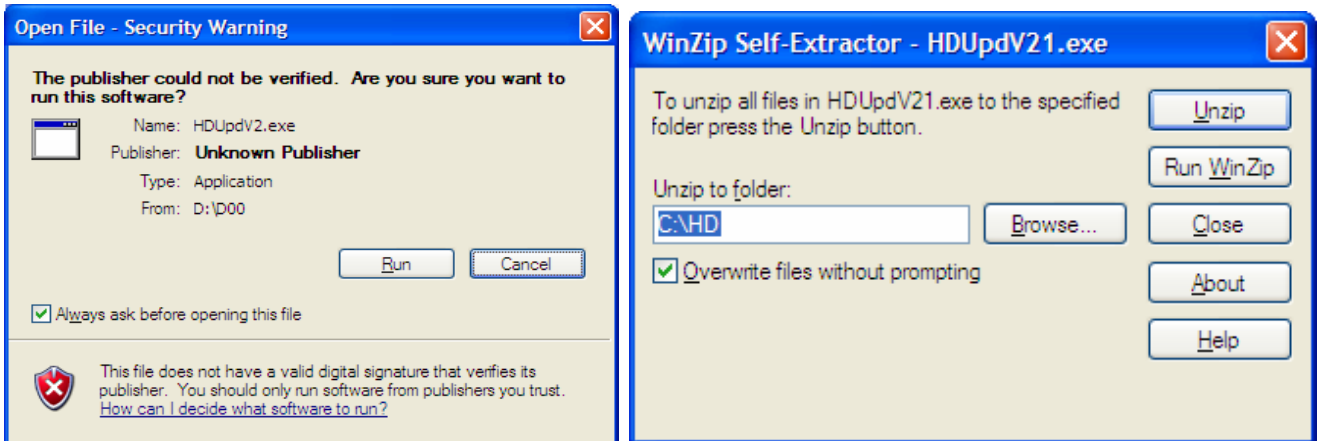 Open File - Security Warning
The publisher could not be verified. Are you sure you want to
run this software?
Name: HDUpdV2.exe
Publisher: Unknown Publisher
Type: Application
From: D:\D00
Run
Cancel
Always ask before opening this file
This file does not have a valid digital signature that verifies its
publisher. You should only run software from publishers you trust.
How can I decide what software to run?
WinZip Self-Extractor - HDUpdV21.exe
To unzip all files in HDUpdV21.exe to the specified
folder press the Unzip button.
Unzip to folder:
C:\HD
Browse...
Overwrite files without prompting
Unzip
Run WinZip
Close
About
Help